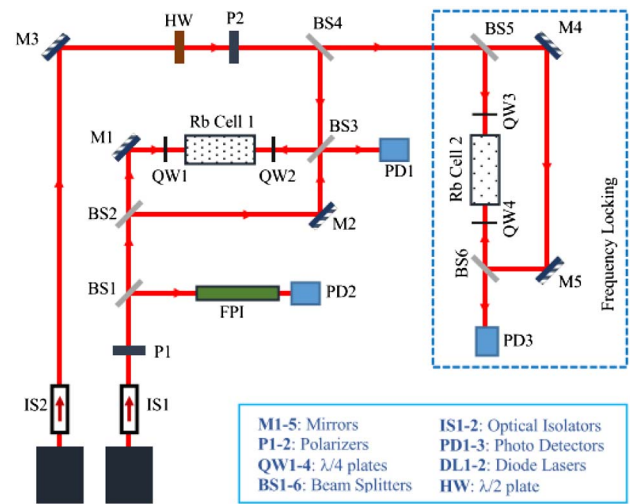 M3
HW
P2
BS4
BS5
M4
M1
Rb Cell 1
BS3
QW1
QW2
PD1
QW3
Rb Cell 2
QW4
BS2
M2
BS6
M5
Frequency Locking
BS1
FPI
PD2
P1
PD3
IS2
IS1
M1-5: Mirrors
P1-2: Polarizers
QW1-4: λ/4 plates
BS1-6: Beam Splitters
IS1-2: Optical Isolators
PD1-3: Photo Detectors
DL1-2: Diode Lasers
HW: λ/2 plate